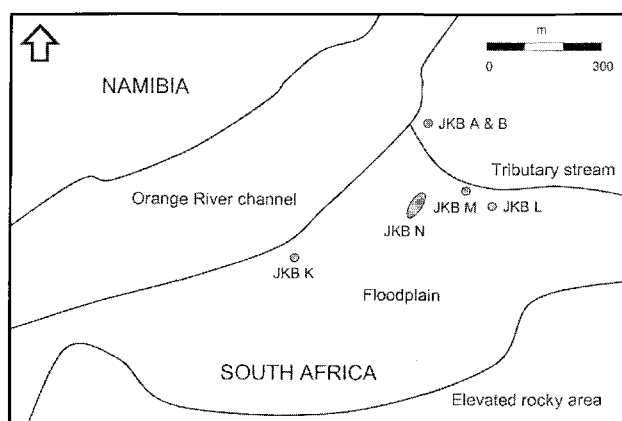 m
0 300
NAMIBIA
JKB A & B
Tributary stream
Orange River channel
JKB M
JKB L
JKB N
JKB K
Floodplain
SOUTH AFRICA
Elevated rocky area